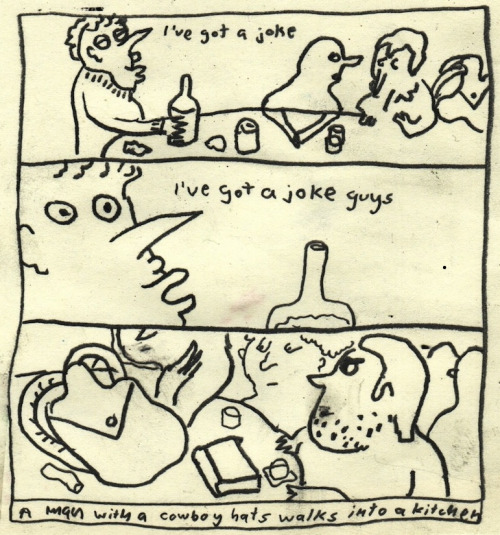 I've got a joke
I've got a joke guys
A man with a cowboy hats walks into a kitchen